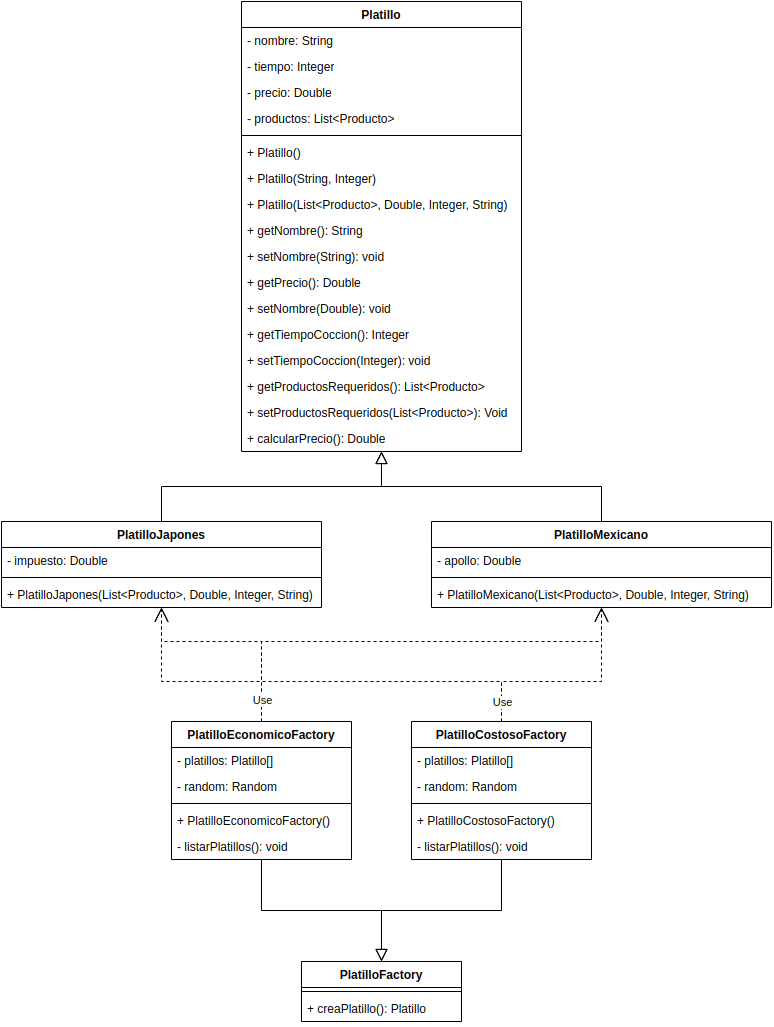 Platillo
- nombre: String
- tiempo: Integer
- precio: Double
- productos: List<Producto>
+ Platillo()
+ Platillo(String, Integer)
+ Platillo(List<Producto>, Double, Integer, String)
+ getNombre(): String
+ setNombre(String): void
+ getPrecio(): Double
+ setNombre(Double): void
+ getTiempoCoccion(): Integer
+ setTiempoCoccion(Integer): void
+ getProductosRequeridos(): List<Producto>
+ setProductosRequeridos(List<Producto>): Void
+ calcularPrecio(): Double
PlatilloJapones
- impuesto: Double
+ PlatilloJapones(List<Producto>, Double, Integer, String)
PlatilloMexicano
- apollo: Double
+ PlatilloMexicano(List<Producto>, Double, Integer, String)
Use
Use
PlatilloEconomicoFactory
- platillos: Platillo[]
- random: Random
+ PlatilloEconomicoFactory()
- listarPlatillos(): void
PlatilloCostosoFactory
- platillos: Platillo[]
- random: Random
+ PlatilloCostosoFactory()
- listarPlatillos(): void
PlatilloFactory
+ creaPlatillo(): Platillo